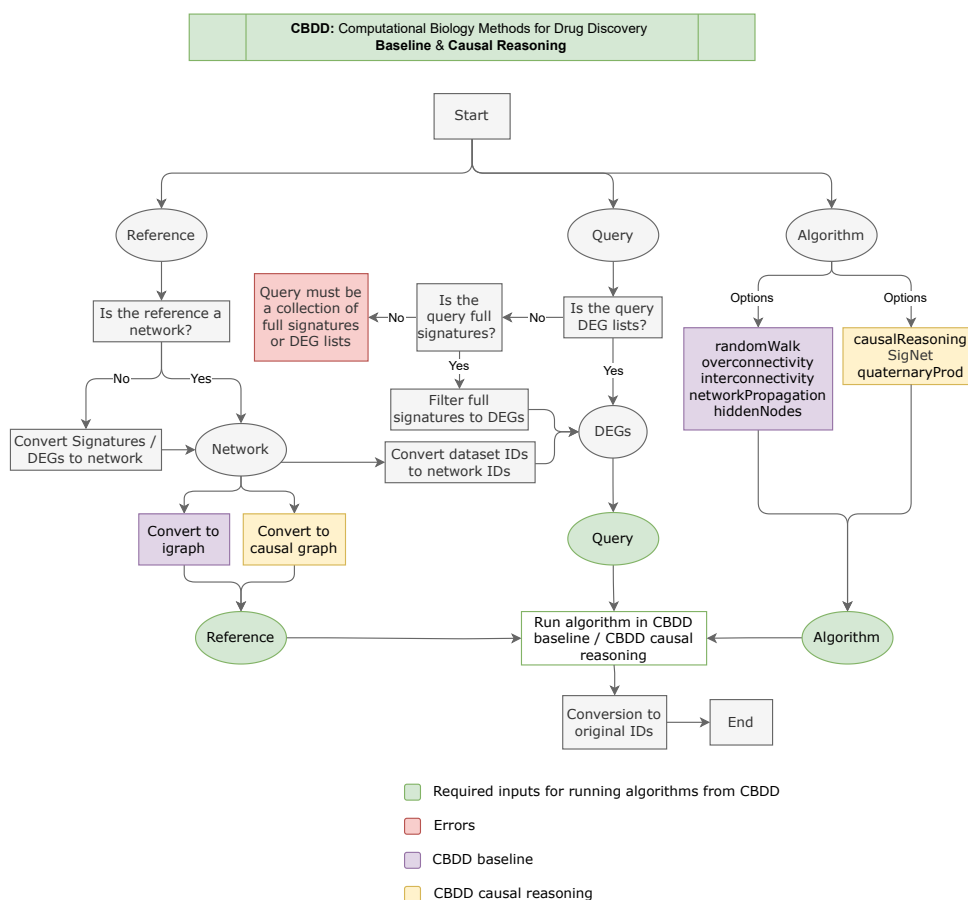 CBDD: Computational Biology Methods for Drug Discovery
Baseline & Causal Reasoning
Start
Reference
Query
Algorithm
Is the reference a
network?
Query must be
a collection of
full signatures
or DEG lists
No
Is the
query full
signatures?
No
Is the query
DEG lists?
Options
Options
randomWalk
overconnectivity
interconnectivity
networkPropagation
hiddenNodes
causalReasoning
SigNet
quaternaryProd
No
Yes
Yes
Yes
Filter full
signatures to DEGs
Convert Signatures /
DEGs to network
Network
Convert dataset IDs
to network IDs
DEGs
Convert to
igraph
Convert to
causal graph
Query
Reference
Run algorithm in CBDD
baseline / CBDD causal
reasoning
Algorithm
Conversion to
original IDs
End
Required inputs for running algorithms from CBDD
Errors
CBDD baseline
CBDD causal reasoning